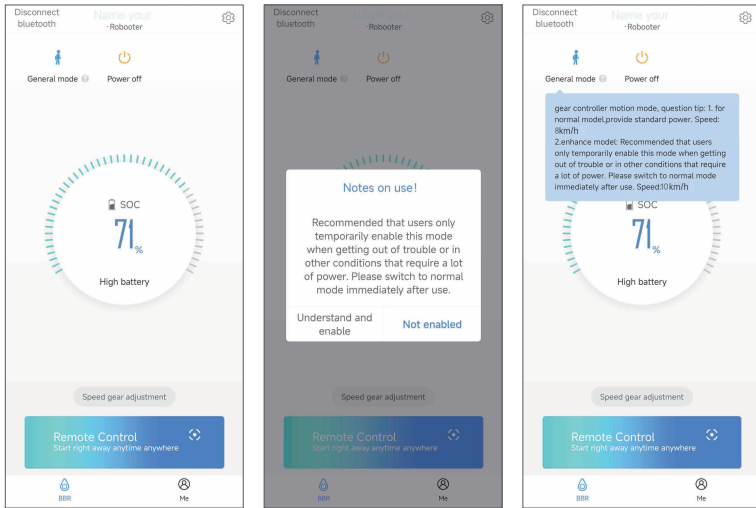 Disconnect
bluetooth
Name your
-Robooter
General mode
Power off
SOC
71%
High battery
Speed gear adjustment
Remote Control
Start right away anytime anywhere
BBR
Me
Disconnect
bluetooth
Name your
-Robooter
General mode
Power off
Notes on use!
Recommended that users only
temporarily enable this mode
when getting out of trouble or in
other conditions that require a lot
of power. Please switch to normal
mode immediately after use.
Understand and
enable
Not enabled
Speed gear adjustment
Remote Control
Start right away anytime anywhere
BBR
Me
Disconnect
bluetooth
Name your
-Robooter
General mode
Power off
gear controller motion mode, question tip: 1. for
normal model,provide standard power. Speed:
8km/h
2.enhance model: Recommended that users
only temporarily enable this mode when getting
out of trouble or in other conditions that require
a lot of power. Please switch to normal mode
immediately after use. Speed:10km/h
SOC
71%
High battery
Speed gear adjustment
Remote Control
Start right away anytime anywhere
BBR
Me